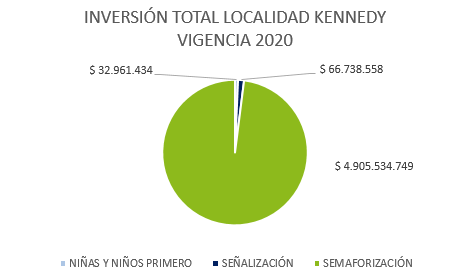 INVERSIÓN TOTAL LOCALIDAD KENNEDY
VIGENCIA 2020
$ 32.961.434
$ 66.738.558
$ 4.905.534.749
NIÑAS Y NIÑOS PRIMERO
SEÑALIZACIÓN
SEMAFORIZACIÓN